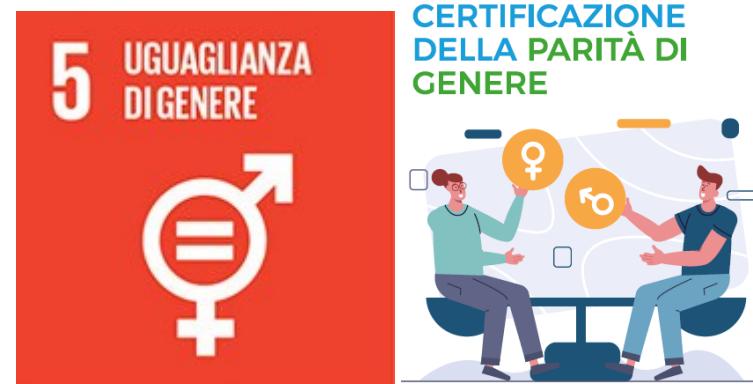 5 UGUAGLIANZA
DI GENERE
CERTIFICAZIONE
DELLA PARITÀ DI
GENERE